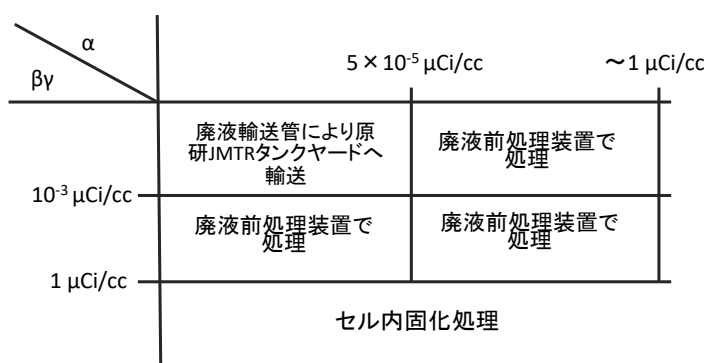 α
βγ
5×10⁻⁵ μCi/cc
～1 μCi/cc
廃液輸送管により原
研JMTRタンクヤードへ
輸送
廃液前処理装置で
処理
10⁻³ μCi/cc
廃液前処理装置で
処理
廃液前処理装置で
処理
1 μCi/cc
セル内固化処理